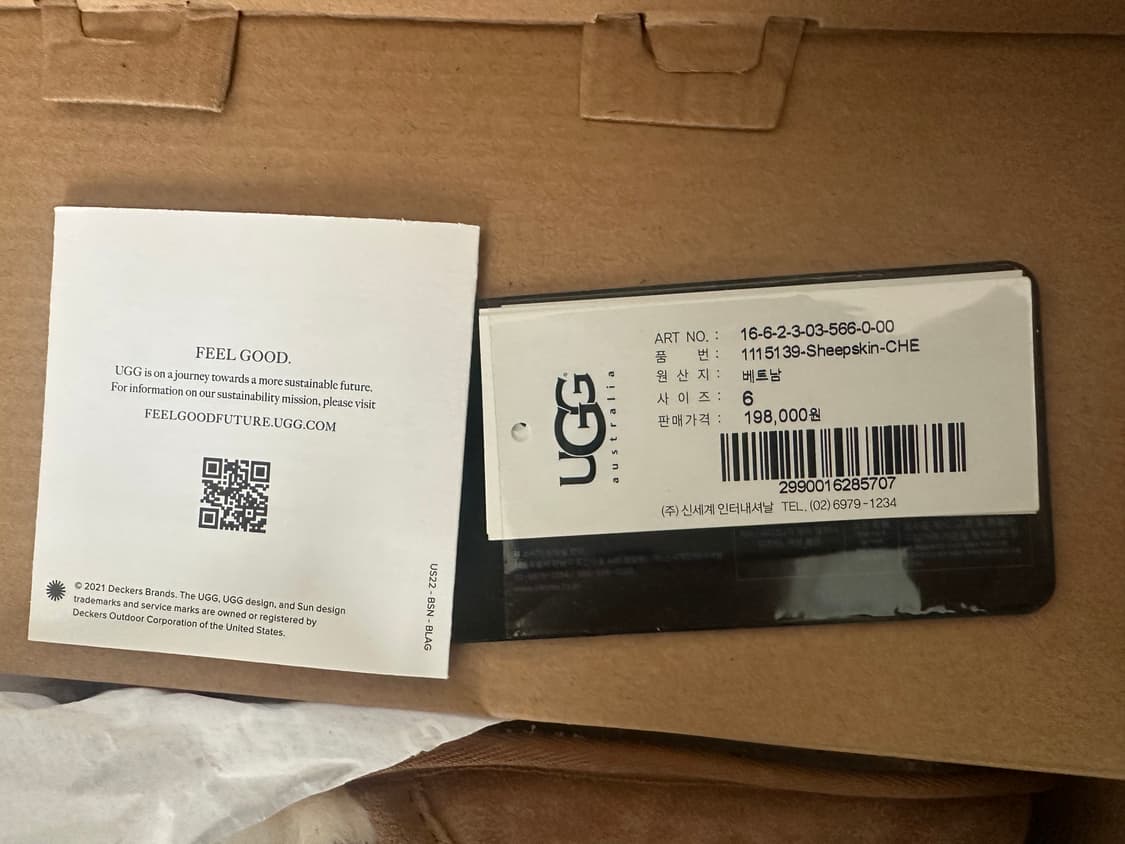 FEEL GOOD.
UGG is on a journey towards a more sustainable future.
For information on our sustainability mission, please visit
FEELGOODFUTURE.UGG.COM
© 2021 Deckers Brands. The UGG, UGG design, and Sun design
trademarks and service marks are owned or registered by
Deckers Outdoor Corporation of the United States.
US22 - BSN - BLAG
UGG®
australia
ART NO. : 16-6-2-3-03-566-0-00
품 번 : 1115139-Sheepskin-CHE
원 산 지 : 베트남
사 이 즈 : 6
판매가격 : 198,000원
2990016285707
(주) 신세계 인터내셔날 TEL. (02) 6979-1234